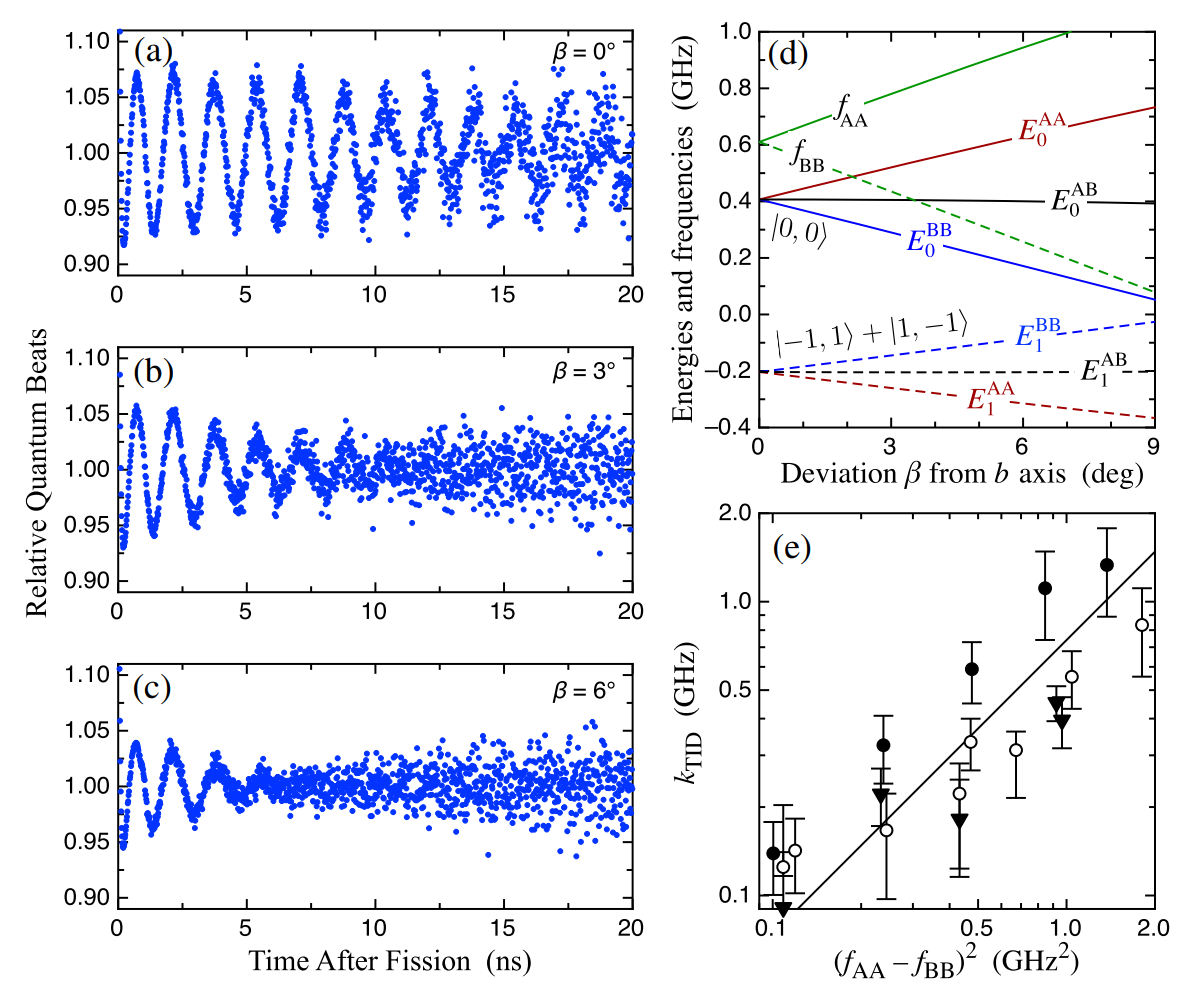 Relative Quantum Beats
(a)
β = 0°
1.10
1.05
1.00
0.95
0.90
0 5 10 15 20
(b)
β = 3°
1.10
1.05
1.00
0.95
0.90
0 5 10 15 20
(c)
β = 6°
1.10
1.05
1.00
0.95
0.90
0 5 10 15 20
Time After Fission (ns)
(d)
Energies and frequencies (GHz)
1.0
0.8
0.6
0.4
0.2
0.0
−0.2
−0.4
f_AA
f_BB
E_0^AA
E_0^AB
|0, 0⟩
E_0^BB
|−1, 1⟩ + |1, −1⟩
E_1^BB
E_1^AB
E_1^AA
0 3 6 9
Deviation β from b axis (deg)
(e)
k_TID (GHz)
2.0
1.0
0.5
0.1
0.1 0.5 1.0 2.0
(f_AA – f_BB)² (GHz²)